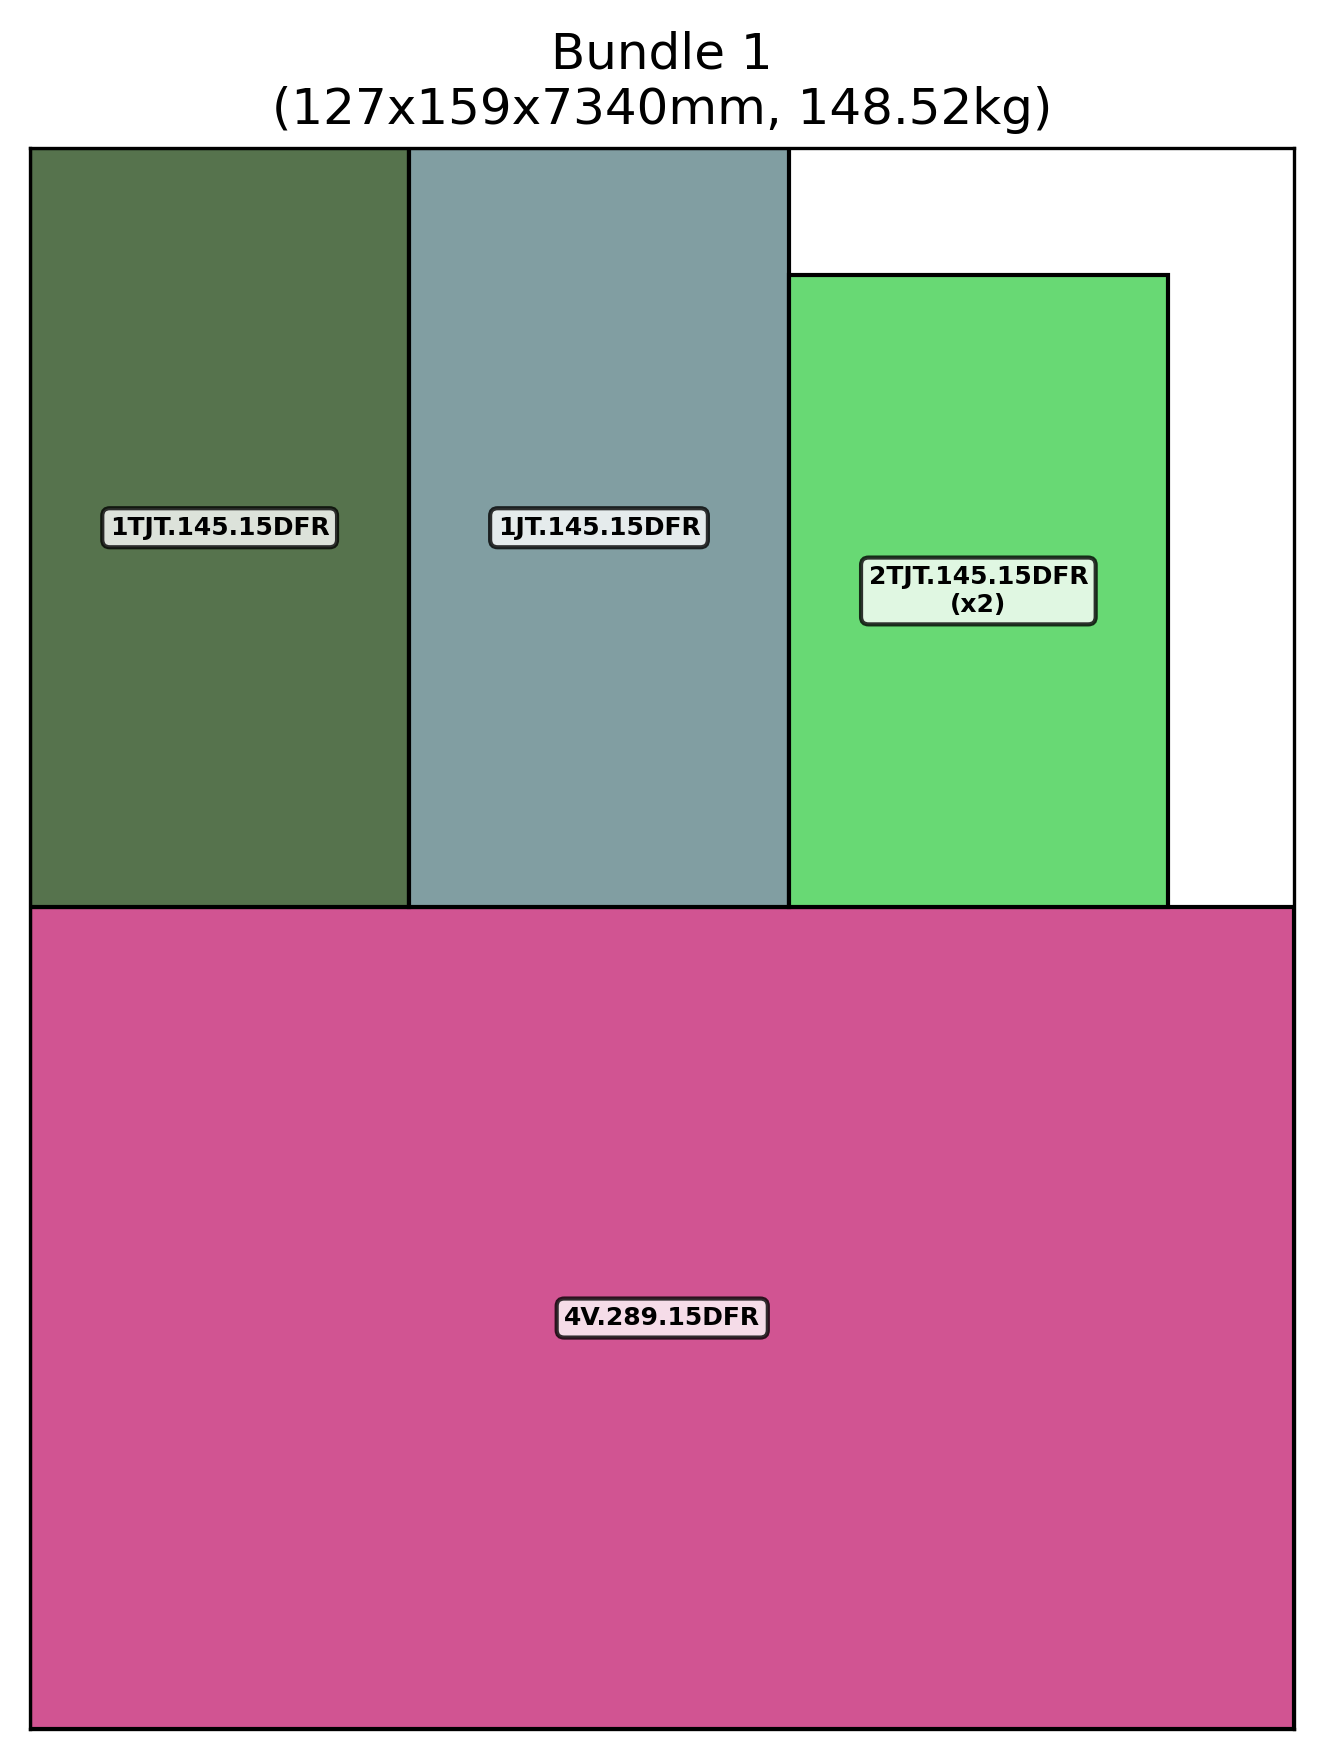 Bundle 1
(127x159x7340mm, 148.52kg)
1TJT.145.15DFR
1JT.145.15DFR
2TJT.145.15DFR
(x2)
4V.289.15DFR